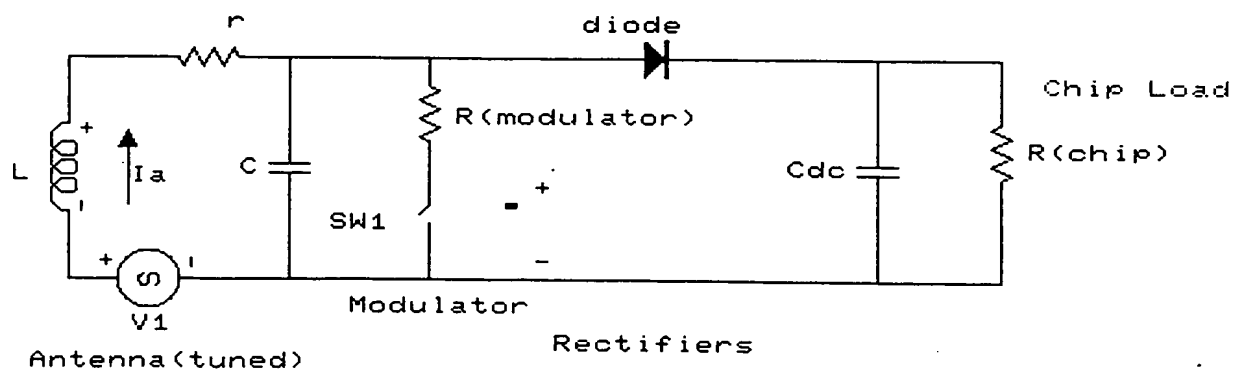 r
diode
Chip Load
+
R(modulator)
L
Ia
C
Cdc
R(chip)
-
SW1
+
-
+
-
S
-
V1
Modulator
Rectifiers
Antenna(tuned)